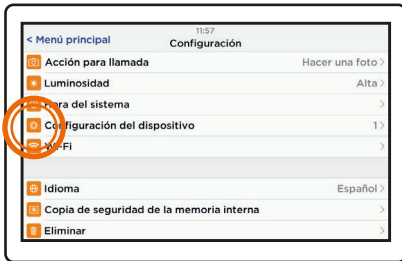 11:57
< Menú principal
Configuración
Acción para llamada Hacer una foto >
Luminosidad Alta >
Hora del sistema >
Configuración del dispositivo 1 >
Wi-Fi >
Idioma Español >
Copia de seguridad de la memoria interna >
Eliminar >